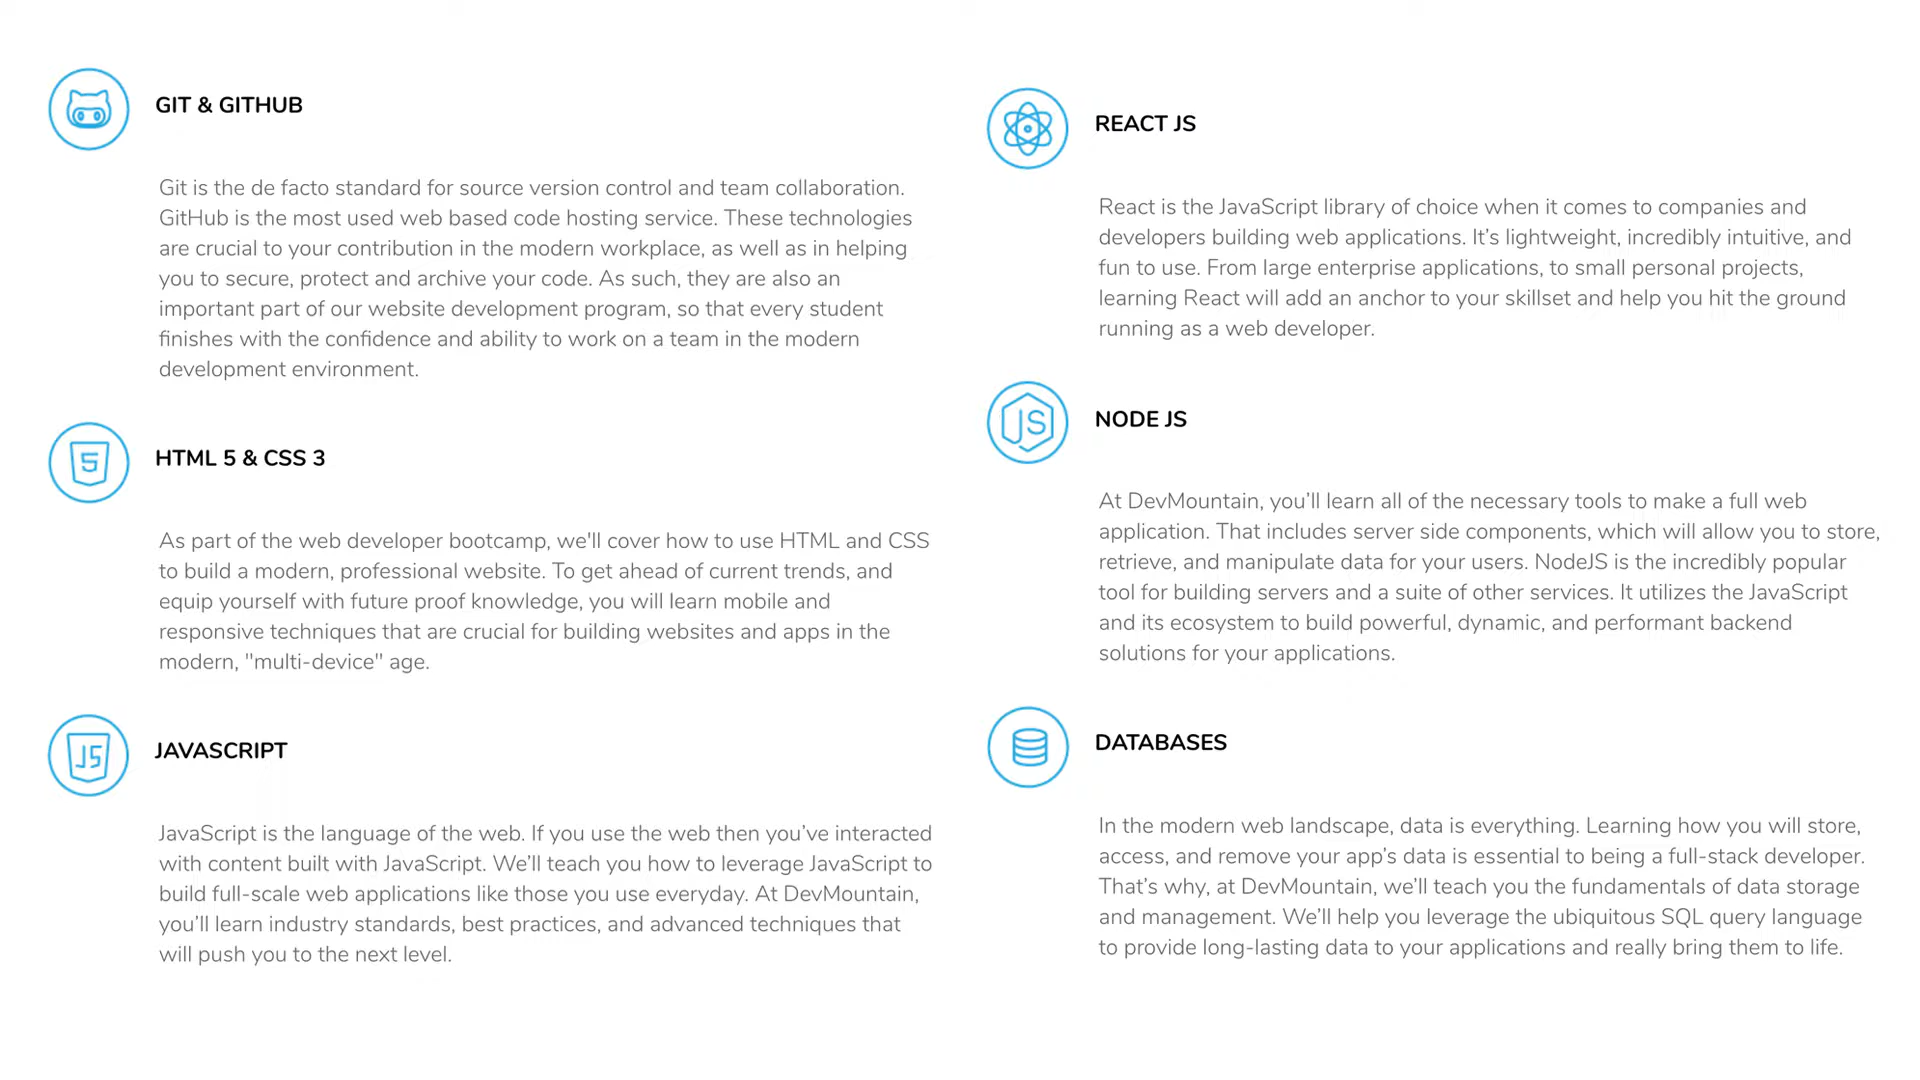 GIT & GITHUB
Git is the de facto standard for source version control and team collaboration.
GitHub is the most used web based code hosting service. These technologies
are crucial to your contribution in the modern workplace, as well as in helping
you to secure, protect and archive your code. As such, they are also an
important part of our website development program, so that every student
finishes with the confidence and ability to work on a team in the modern
development environment.
5
HTML 5 & CSS 3
As part of the web developer bootcamp, we'll cover how to use HTML and CSS
to build a modern, professional website. To get ahead of current trends, and
equip yourself with future proof knowledge, you will learn mobile and
responsive techniques that are crucial for building websites and apps in the
modern, "multi-device" age.
JS
JAVASCRIPT
JavaScript is the language of the web. If you use the web then you’ve interacted
with content built with JavaScript. We’ll teach you how to leverage JavaScript to
build full-scale web applications like those you use everyday. At DevMountain,
you’ll learn industry standards, best practices, and advanced techniques that
will push you to the next level.
REACT JS
React is the JavaScript library of choice when it comes to companies and
developers building web applications. It’s lightweight, incredibly intuitive, and
fun to use. From large enterprise applications, to small personal projects,
learning React will add an anchor to your skillset and help you hit the ground
running as a web developer.
JS
NODE JS
At DevMountain, you’ll learn all of the necessary tools to make a full web
application. That includes server side components, which will allow you to store,
retrieve, and manipulate data for your users. NodeJS is the incredibly popular
tool for building servers and a suite of other services. It utilizes the JavaScript
and its ecosystem to build powerful, dynamic, and performant backend
solutions for your applications.
DATABASES
In the modern web landscape, data is everything. Learning how you will store,
access, and remove your app’s data is essential to being a full-stack developer.
That’s why, at DevMountain, we’ll teach you the fundamentals of data storage
and management. We’ll help you leverage the ubiquitous SQL query language
to provide long-lasting data to your applications and really bring them to life.